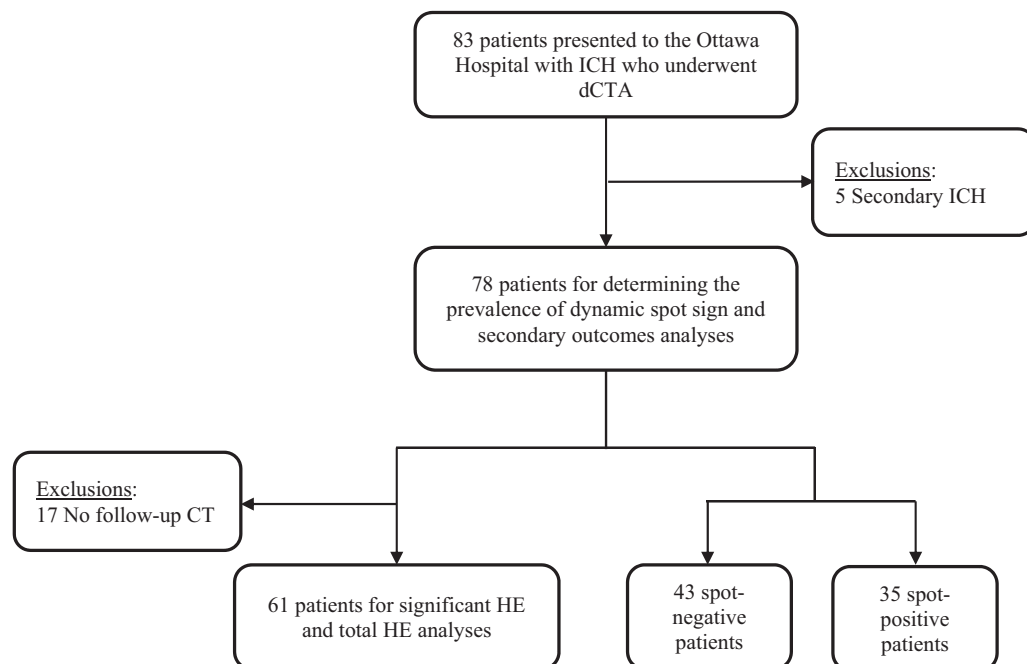 83 patients presented to the Ottawa
Hospital with ICH who underwent
dCTA
Exclusions:
5 Secondary ICH
78 patients for determining the
prevalence of dynamic spot sign and
secondary outcomes analyses
Exclusions:
17 No follow-up CT
61 patients for significant HE
and total HE analyses
43 spot-
negative
patients
35 spot-
positive
patients